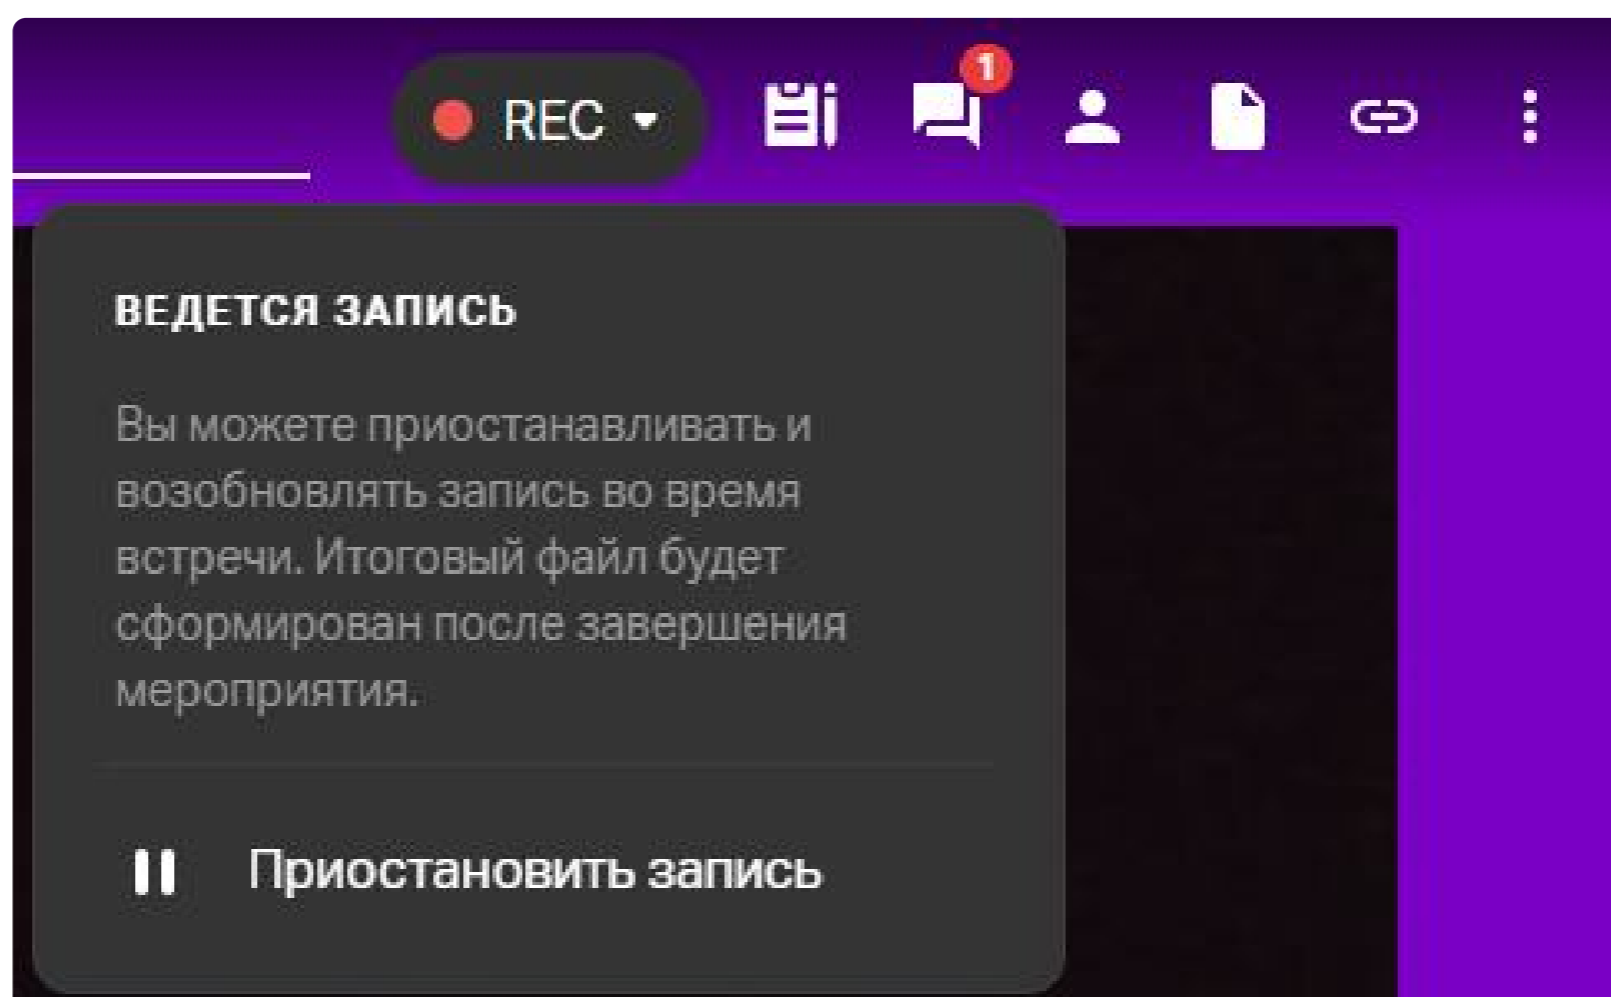 REC
1
ВЕДЕТСЯ ЗАПИСЬ
Вы можете приостанавливать и
возобновлять запись во время
встречи. Итоговый файл будет
сформирован после завершения
мероприятия.
Приостановить запись